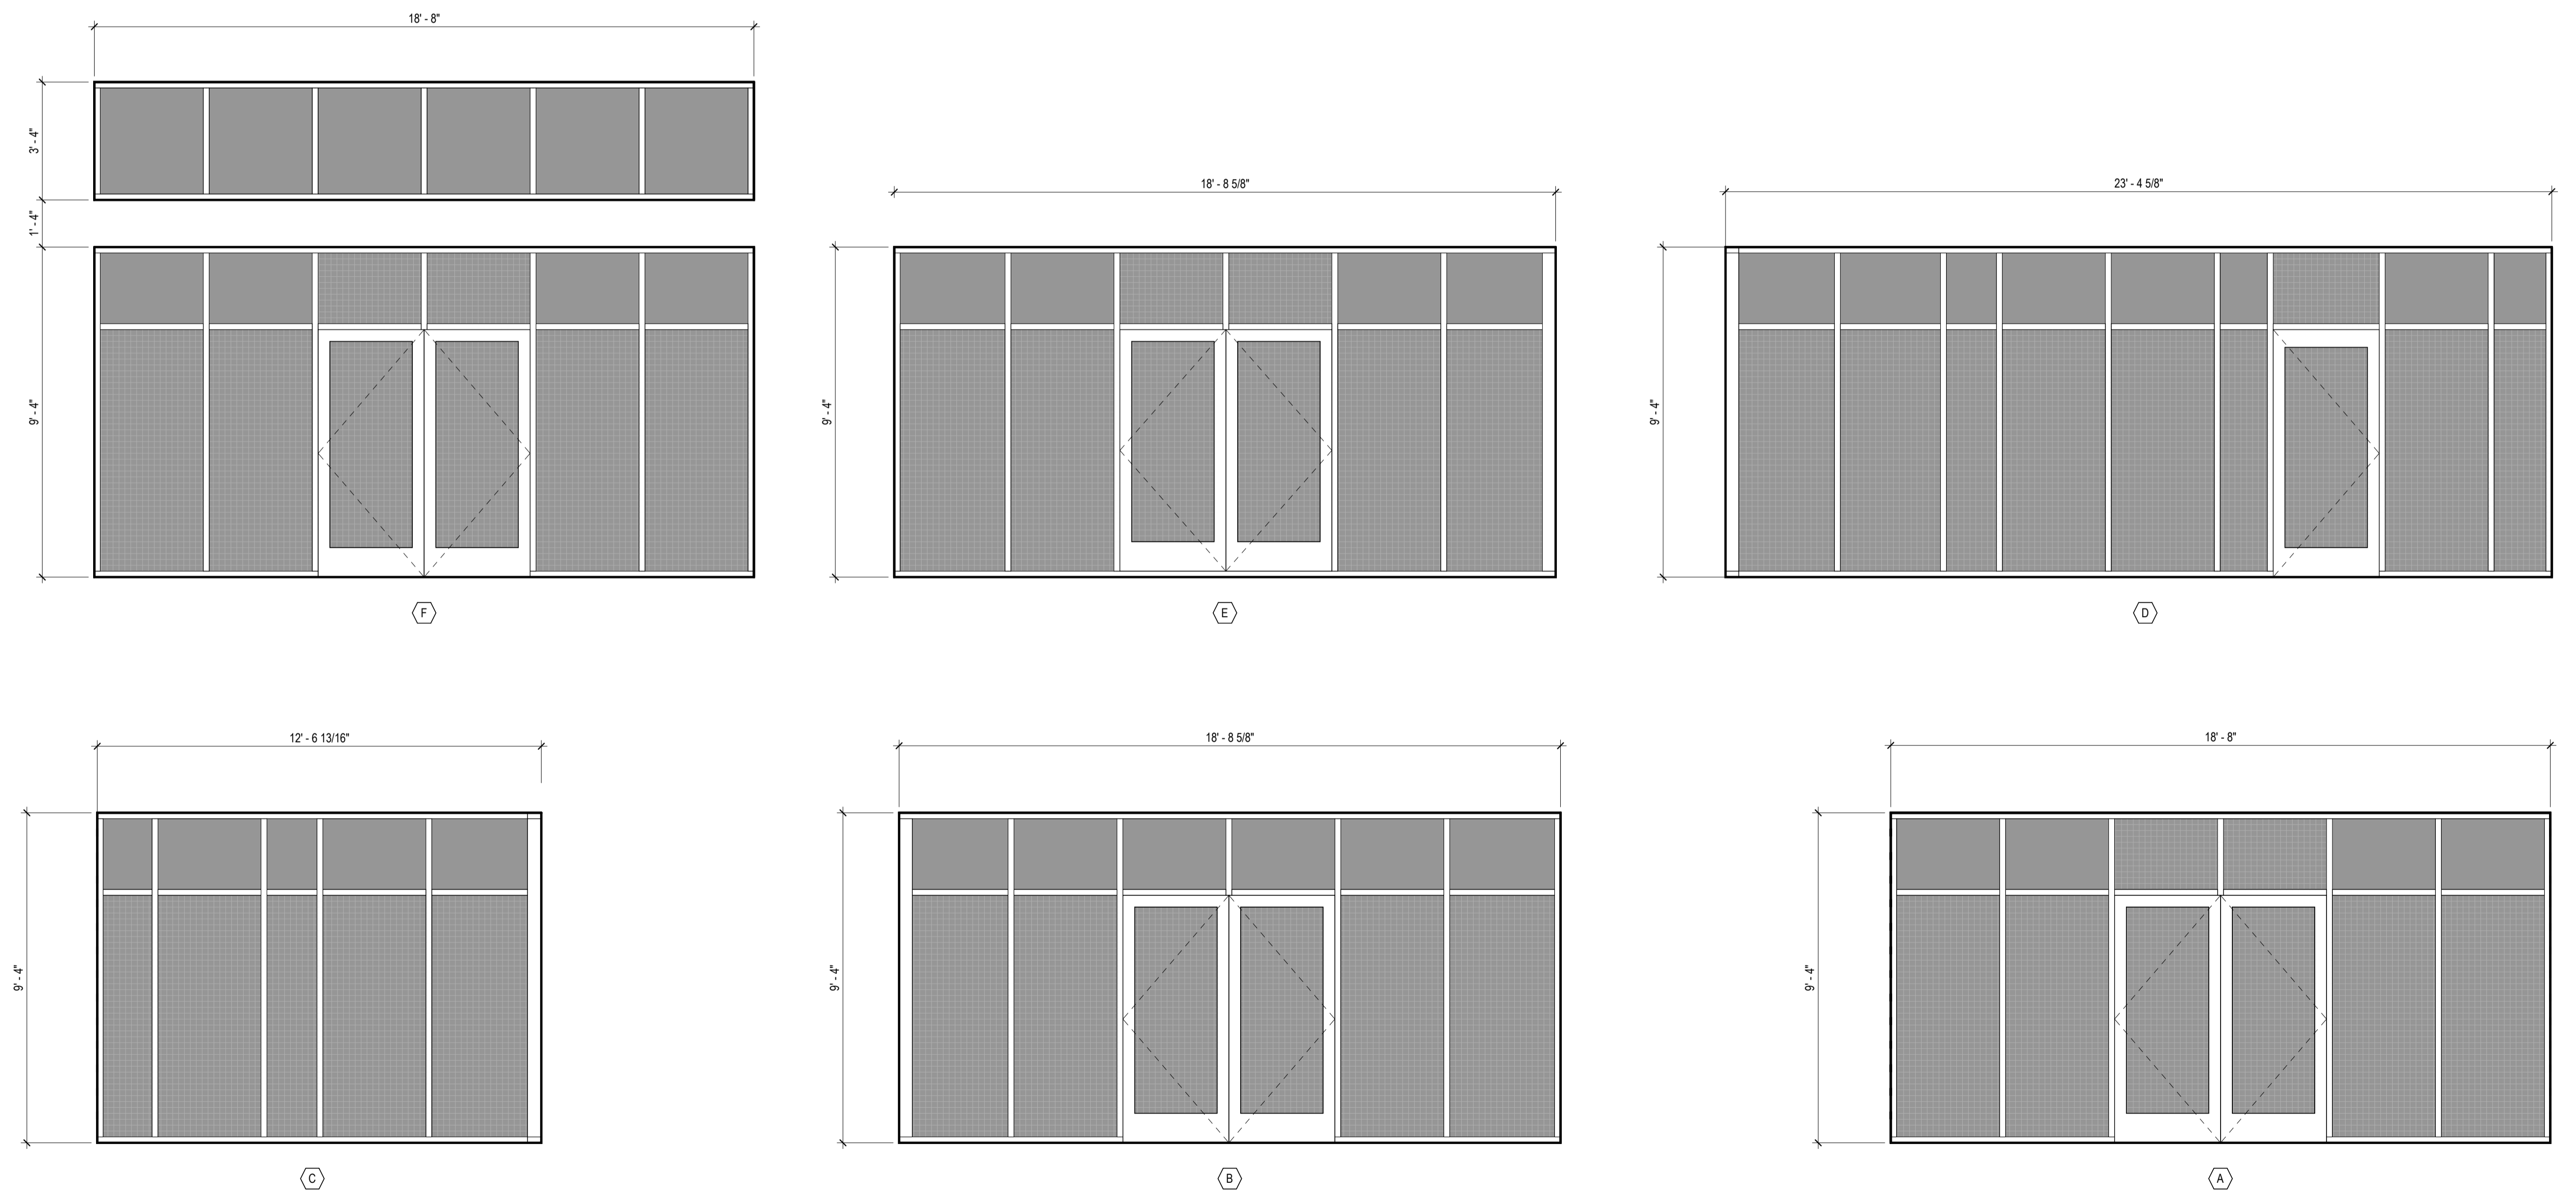 18' - 8"
3' - 4"
1' - 4"
9' - 4"
F
18' - 8 5/8"
9' - 4"
E
23' - 4 5/8"
9' - 4"
D
12' - 6 13/16"
9' - 4"
C
18' - 8 5/8"
9' - 4"
B
18' - 8"
9' - 4"
A